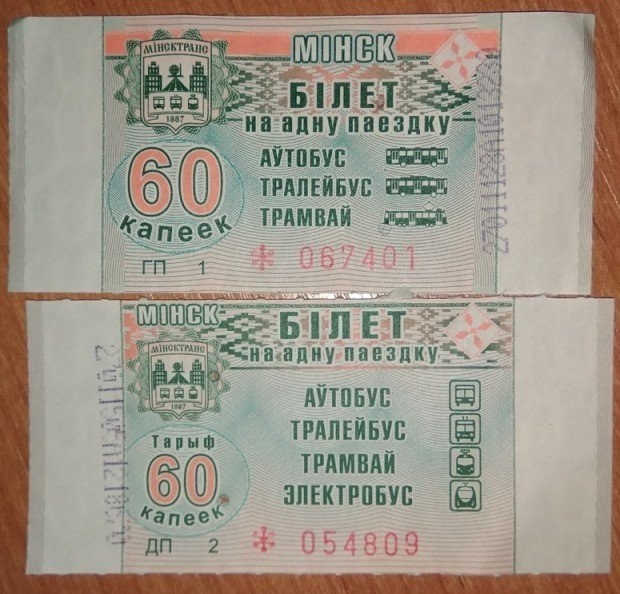 МІНСКТРАНС
1887
МІНСК
БІЛЕТ
на адну паездку
60
капеек
АЎТОБУС
ТРАЛЕЙБУС
ТРАМВАЙ
ГП 1
067401
МІНСК
БІЛЕТ
на адну паездку
МІНСКТРАНС
1887
Тарыф
60
капеек
АЎТОБУС
ТРАЛЕЙБУС
ТРАМВАЙ
ЭЛЕКТРОБУС
ДП 2
054809